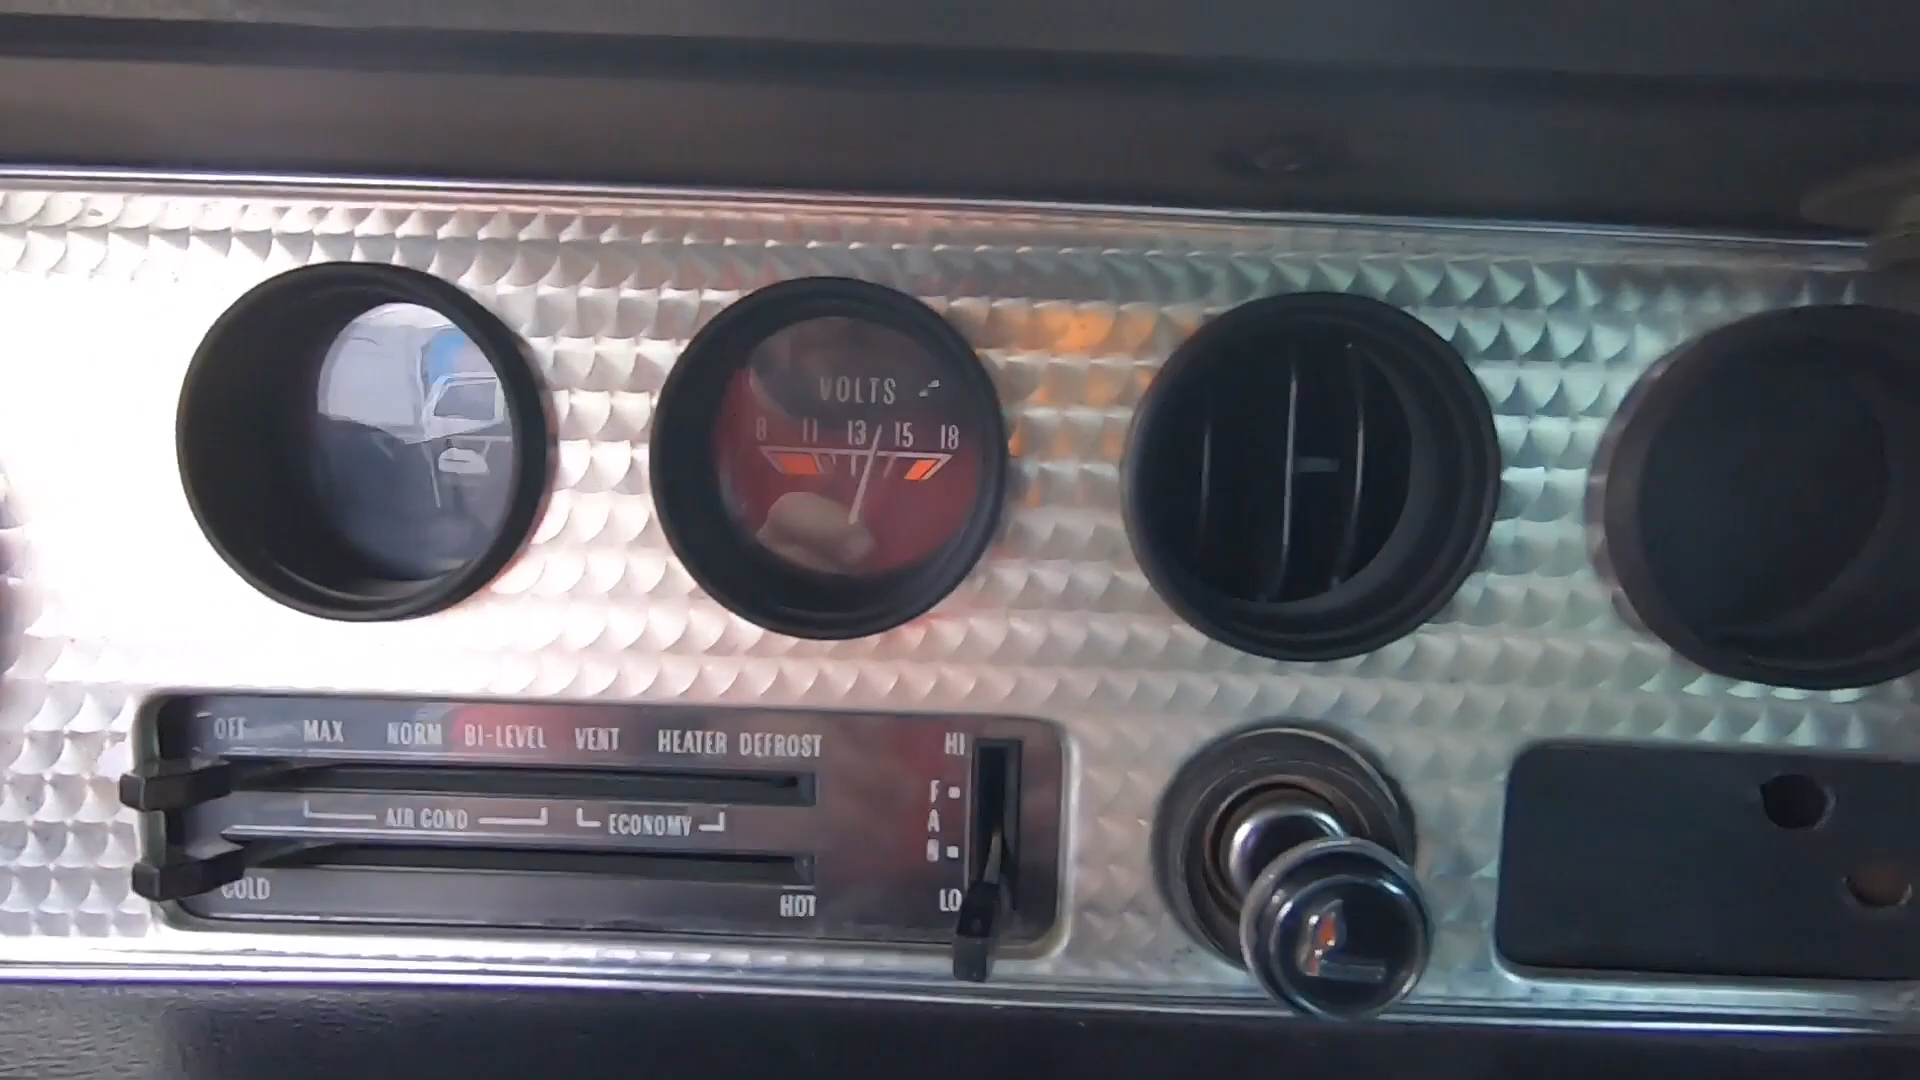 VOLTS
8 11 13 15 18
OFF MAX NORM BI-LEVEL VENT HEATER DEFROST HI
F
AIR COND ECONOMY A
N
COLD HOT LO